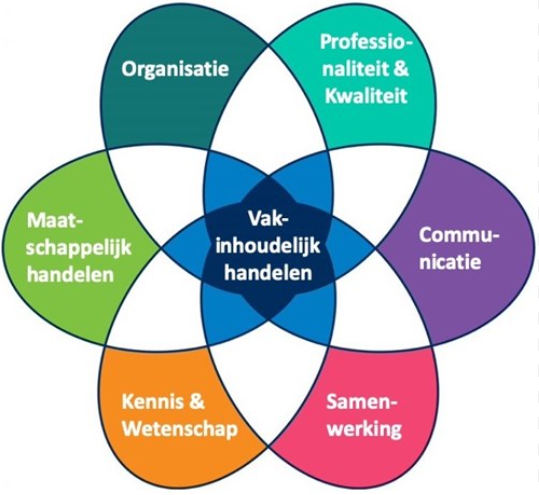 Organisatie
Professio-
naliteit &
Kwaliteit
Maat-
schappelijk
handelen
Vak-
inhoudelijk
handelen
Commu-
nicatie
Kennis &
Wetenschap
Samen-
werking